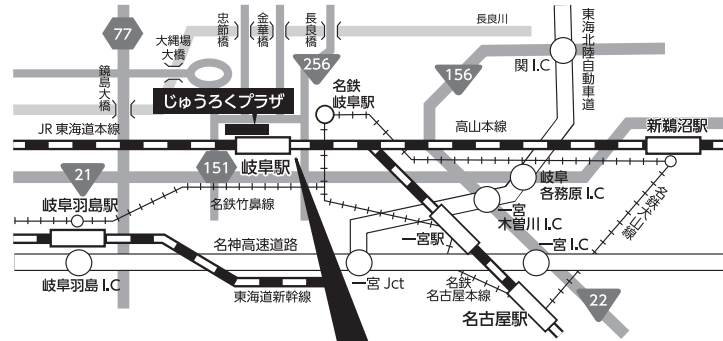 77
忠節橋
金華橋
長良橋
長良川
大縄場
大橋
鏡島大橋
256
156
関 I.C
東海北陸自動車道
名鉄
岐阜駅
じゅうろくプラザ
JR 東海道本線
高山本線
新鵜沼駅
岐阜駅
21
151
岐阜
各務原 I.C
岐阜羽島駅
名鉄竹鼻線
一宮
木曽川 I.C
名鉄犬山線
一宮駅
名神高速道路
一宮 I.C
岐阜羽島 I.C
東海道新幹線
一宮 Jct
名鉄
名古屋本線
22
名古屋駅